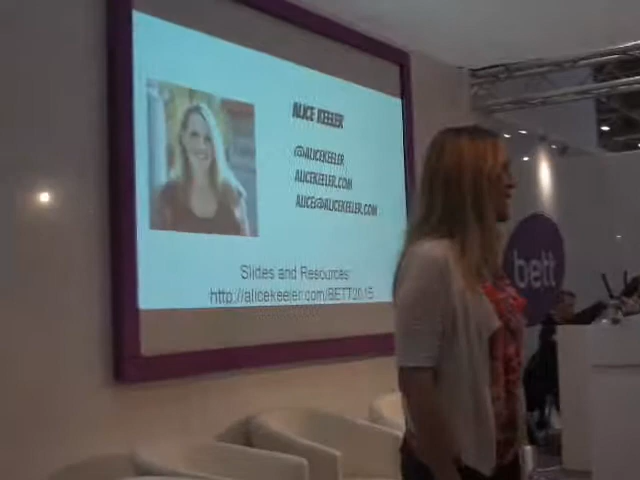 ALICE KEELER
@ALICEKEELER
ALICEKEELER.COM
ALICE@ALICEKEELER.COM
Slides and Resources:
http://alicekeeler.com/BETT2015
bett